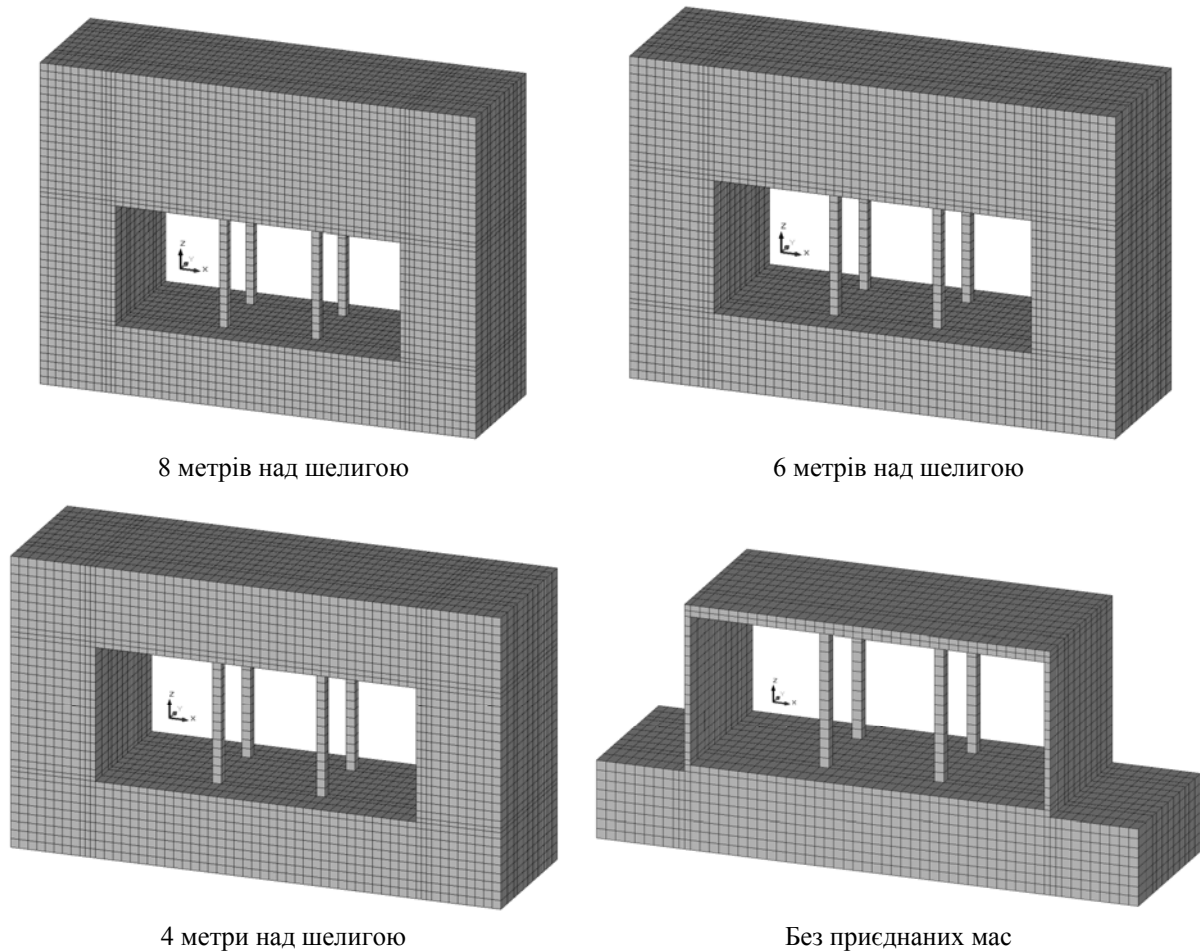 Z
Y
X
Z
Y
X
8 метрів над шелигою
6 метрів над шелигою
Z
Y
X
Z
Y
X
4 метри над шелигою
Без приєднаних мас